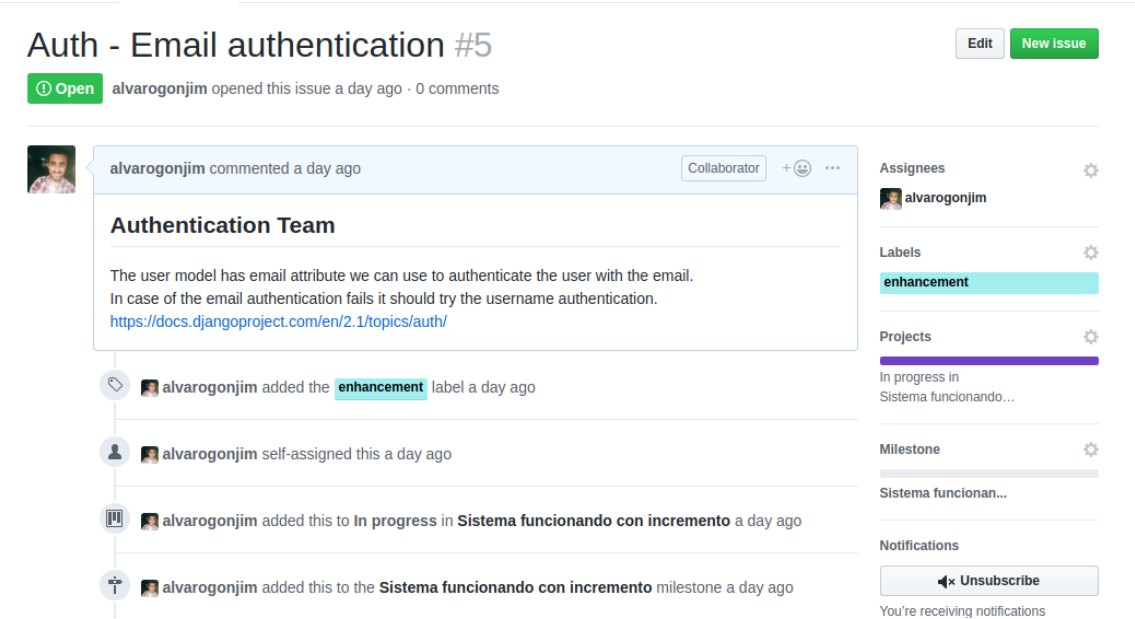 Auth - Email authentication #5
Edit
New issue
Open
alvarogonjim opened this issue a day ago · 0 comments
alvarogonjim commented a day ago
Collaborator
+
Authentication Team
The user model has email attribute we can use to authenticate the user with the email.
In case of the email authentication fails it should try the username authentication.
https://docs.djangoproject.com/en/2.1/topics/auth/
alvarogonjim added the enhancement label a day ago
alvarogonjim self-assigned this a day ago
alvarogonjim added this to In progress in Sistema funcionando con incremento a day ago
alvarogonjim added this to the Sistema funcionando con incremento milestone a day ago
Assignees
alvarogonjim
Labels
enhancement
Projects
In progress in
Sistema funcionando…
Milestone
Sistema funcionan...
Notifications
Unsubscribe
You're receiving notifications